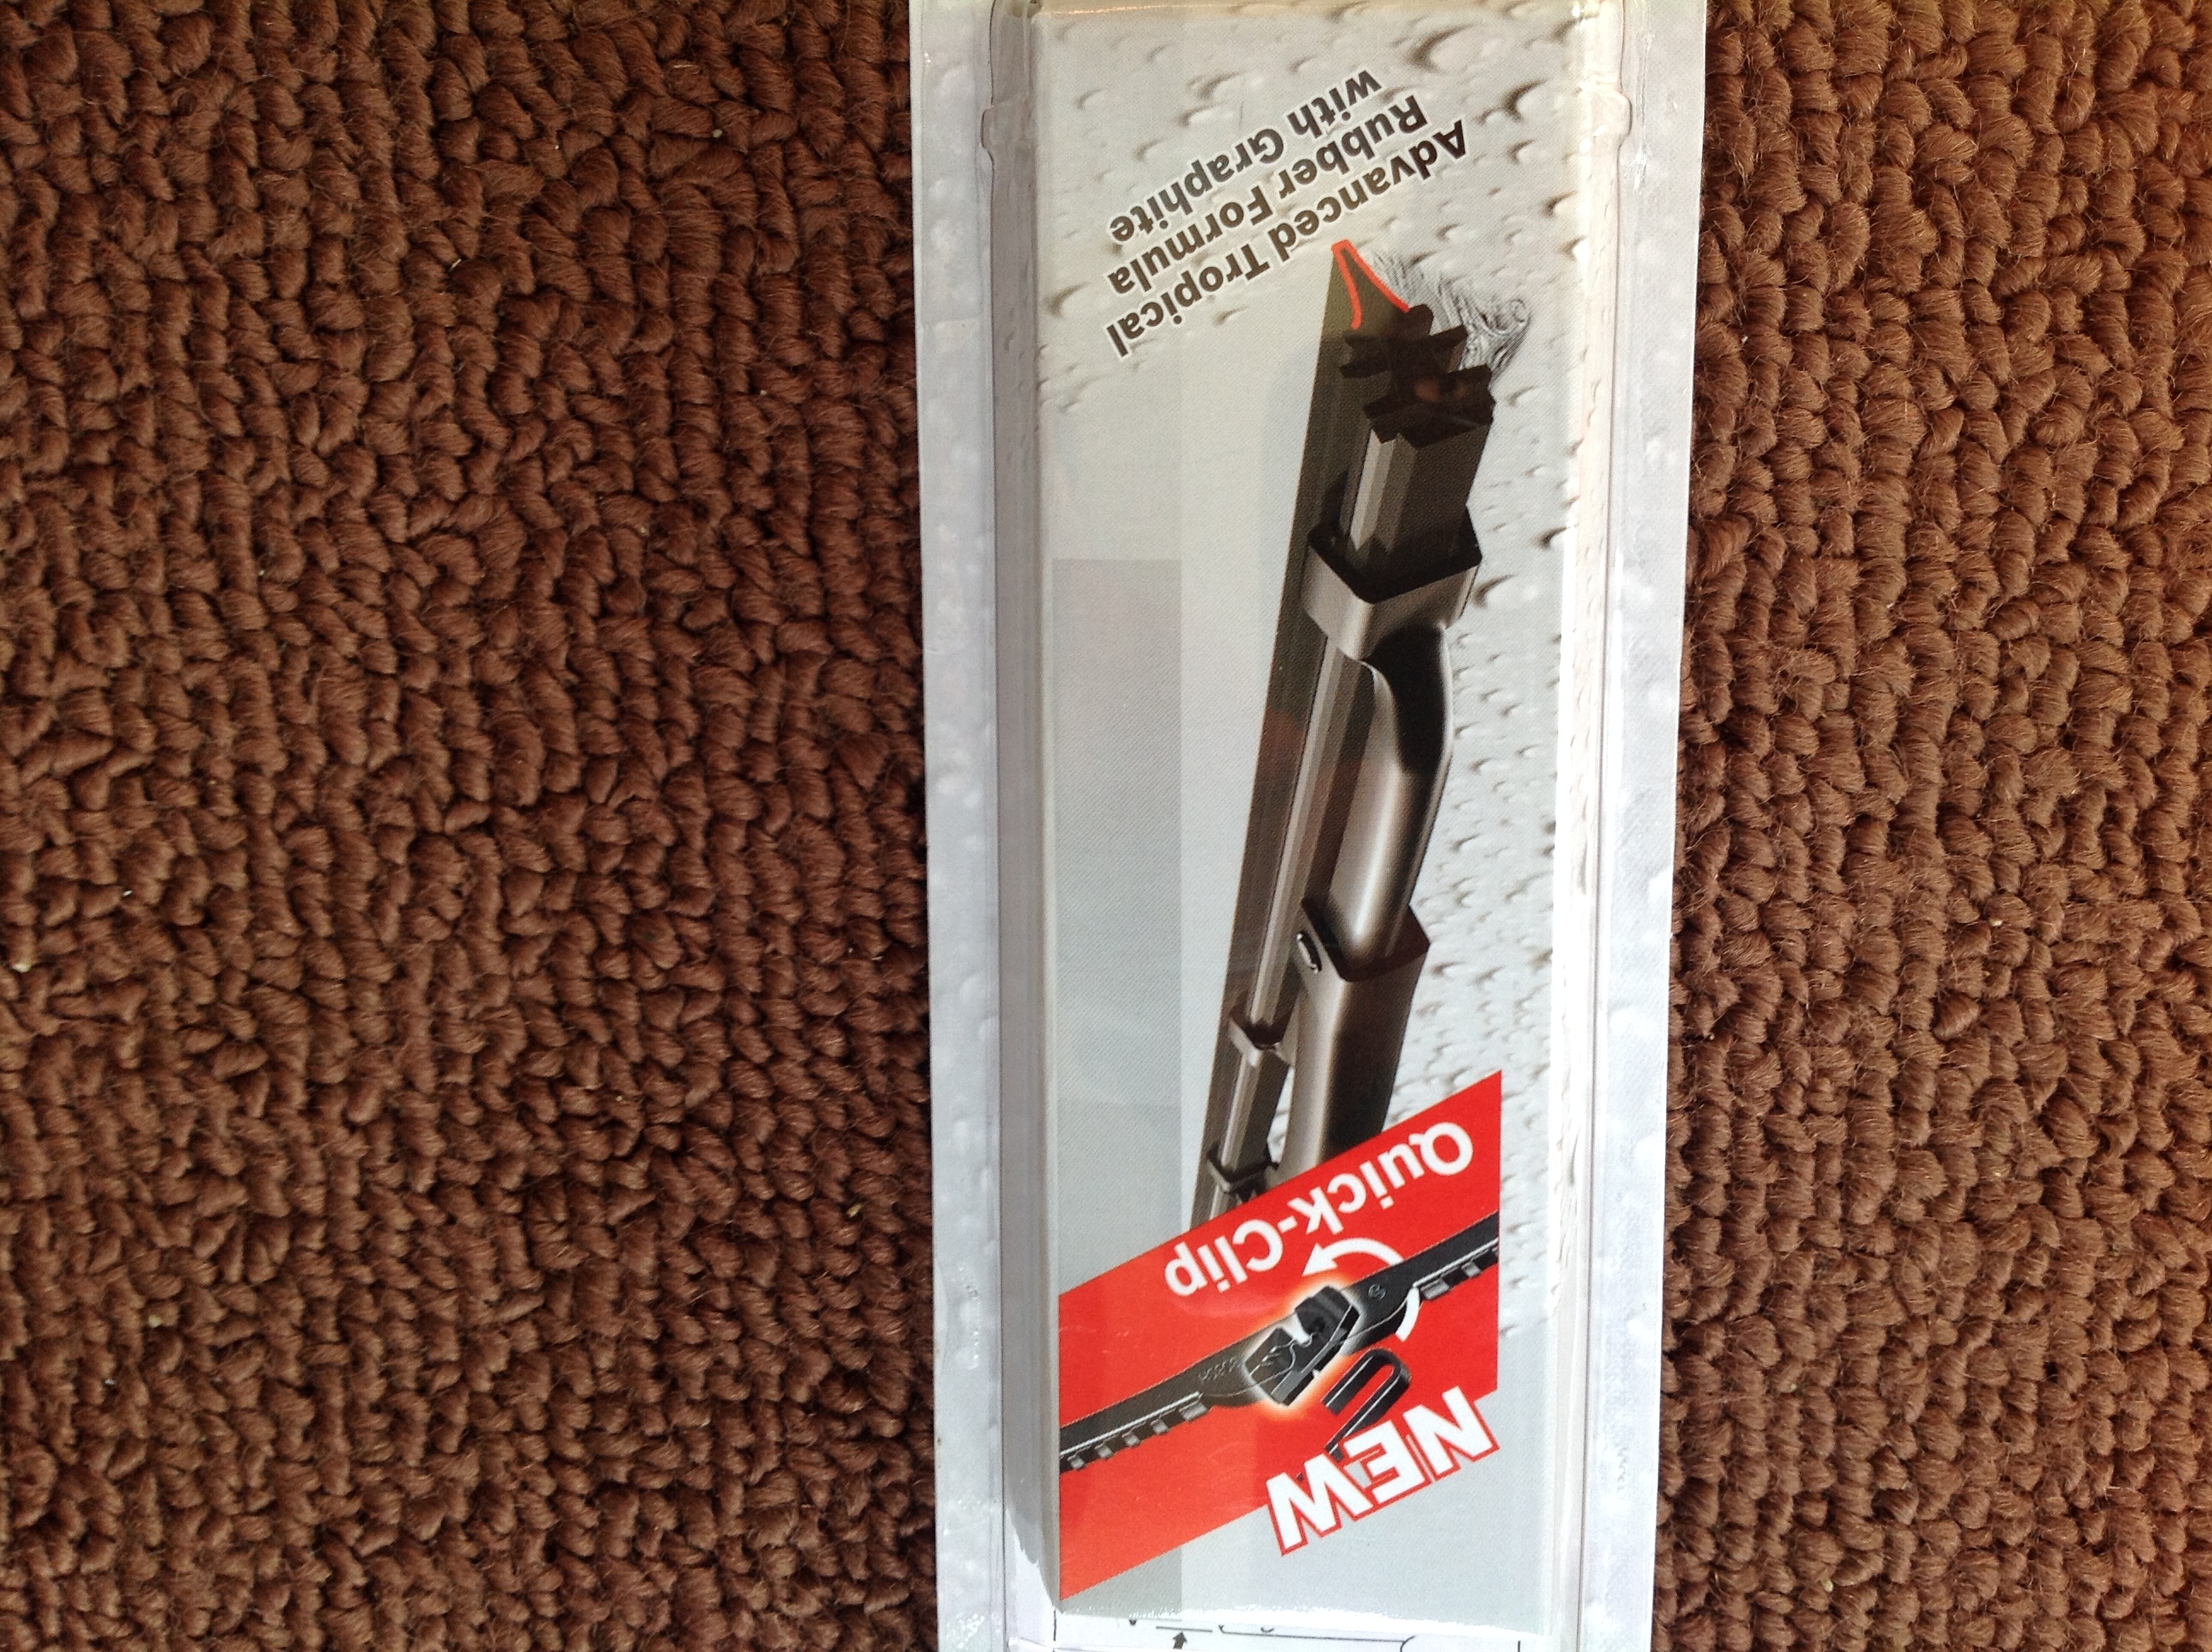 NEW
Quick-Clip
Advanced Tropical
Rubber Formula
with Graphite